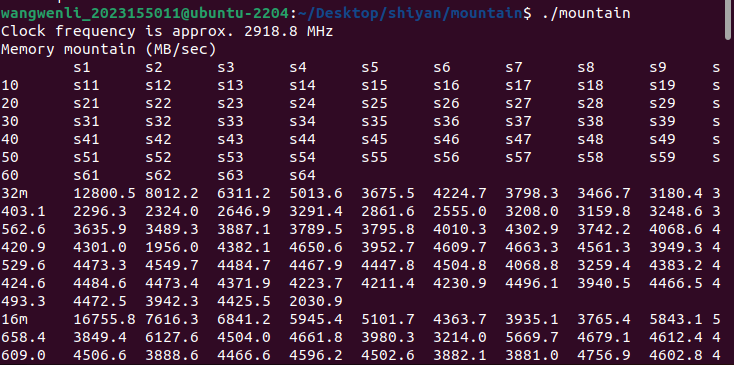 wangwenli_2023155011@ubuntu-2204:~/Desktop/shiyan/mountain$ ./mountain
Clock frequency is approx. 2918.8 MHz
Memory mountain (MB/sec)
s1 s2 s3 s4 s5 s6 s7 s8 s9 s
10 s11 s12 s13 s14 s15 s16 s17 s18 s19 s
20 s21 s22 s23 s24 s25 s26 s27 s28 s29 s
30 s31 s32 s33 s34 s35 s36 s37 s38 s39 s
40 s41 s42 s43 s44 s45 s46 s47 s48 s49 s
50 s51 s52 s53 s54 s55 s56 s57 s58 s59 s
60 s61 s62 s63 s64
32m 12800.5 8012.2 6311.2 5013.6 3675.5 4224.7 3798.3 3466.7 3180.4 3
403.1 2296.3 2324.0 2646.9 3291.4 2861.6 2555.0 3208.0 3159.8 3248.6 3
562.6 3635.9 3489.3 3887.1 3789.5 3795.8 4010.3 4302.9 3742.2 4068.6 4
420.9 4301.0 1956.0 4382.1 4650.6 3952.7 4609.7 4663.3 4561.3 3949.3 4
529.6 4473.3 4549.7 4484.7 4467.9 4447.8 4504.8 4068.8 3259.4 4383.2 4
424.6 4484.6 4473.4 4371.9 4223.7 4211.4 4230.9 4496.1 3940.5 4466.5 4
493.3 4472.5 3942.3 4425.5 2030.9
16m 16755.8 7616.3 6841.2 5945.4 5101.7 4363.7 3935.1 3765.4 5843.1 5
658.4 3849.4 6127.6 4504.0 4661.8 3980.3 3214.0 5669.7 4679.1 4612.4 4
609.0 4506.6 3888.6 4466.6 4596.2 4502.6 3882.1 3881.0 4756.9 4602.8 4